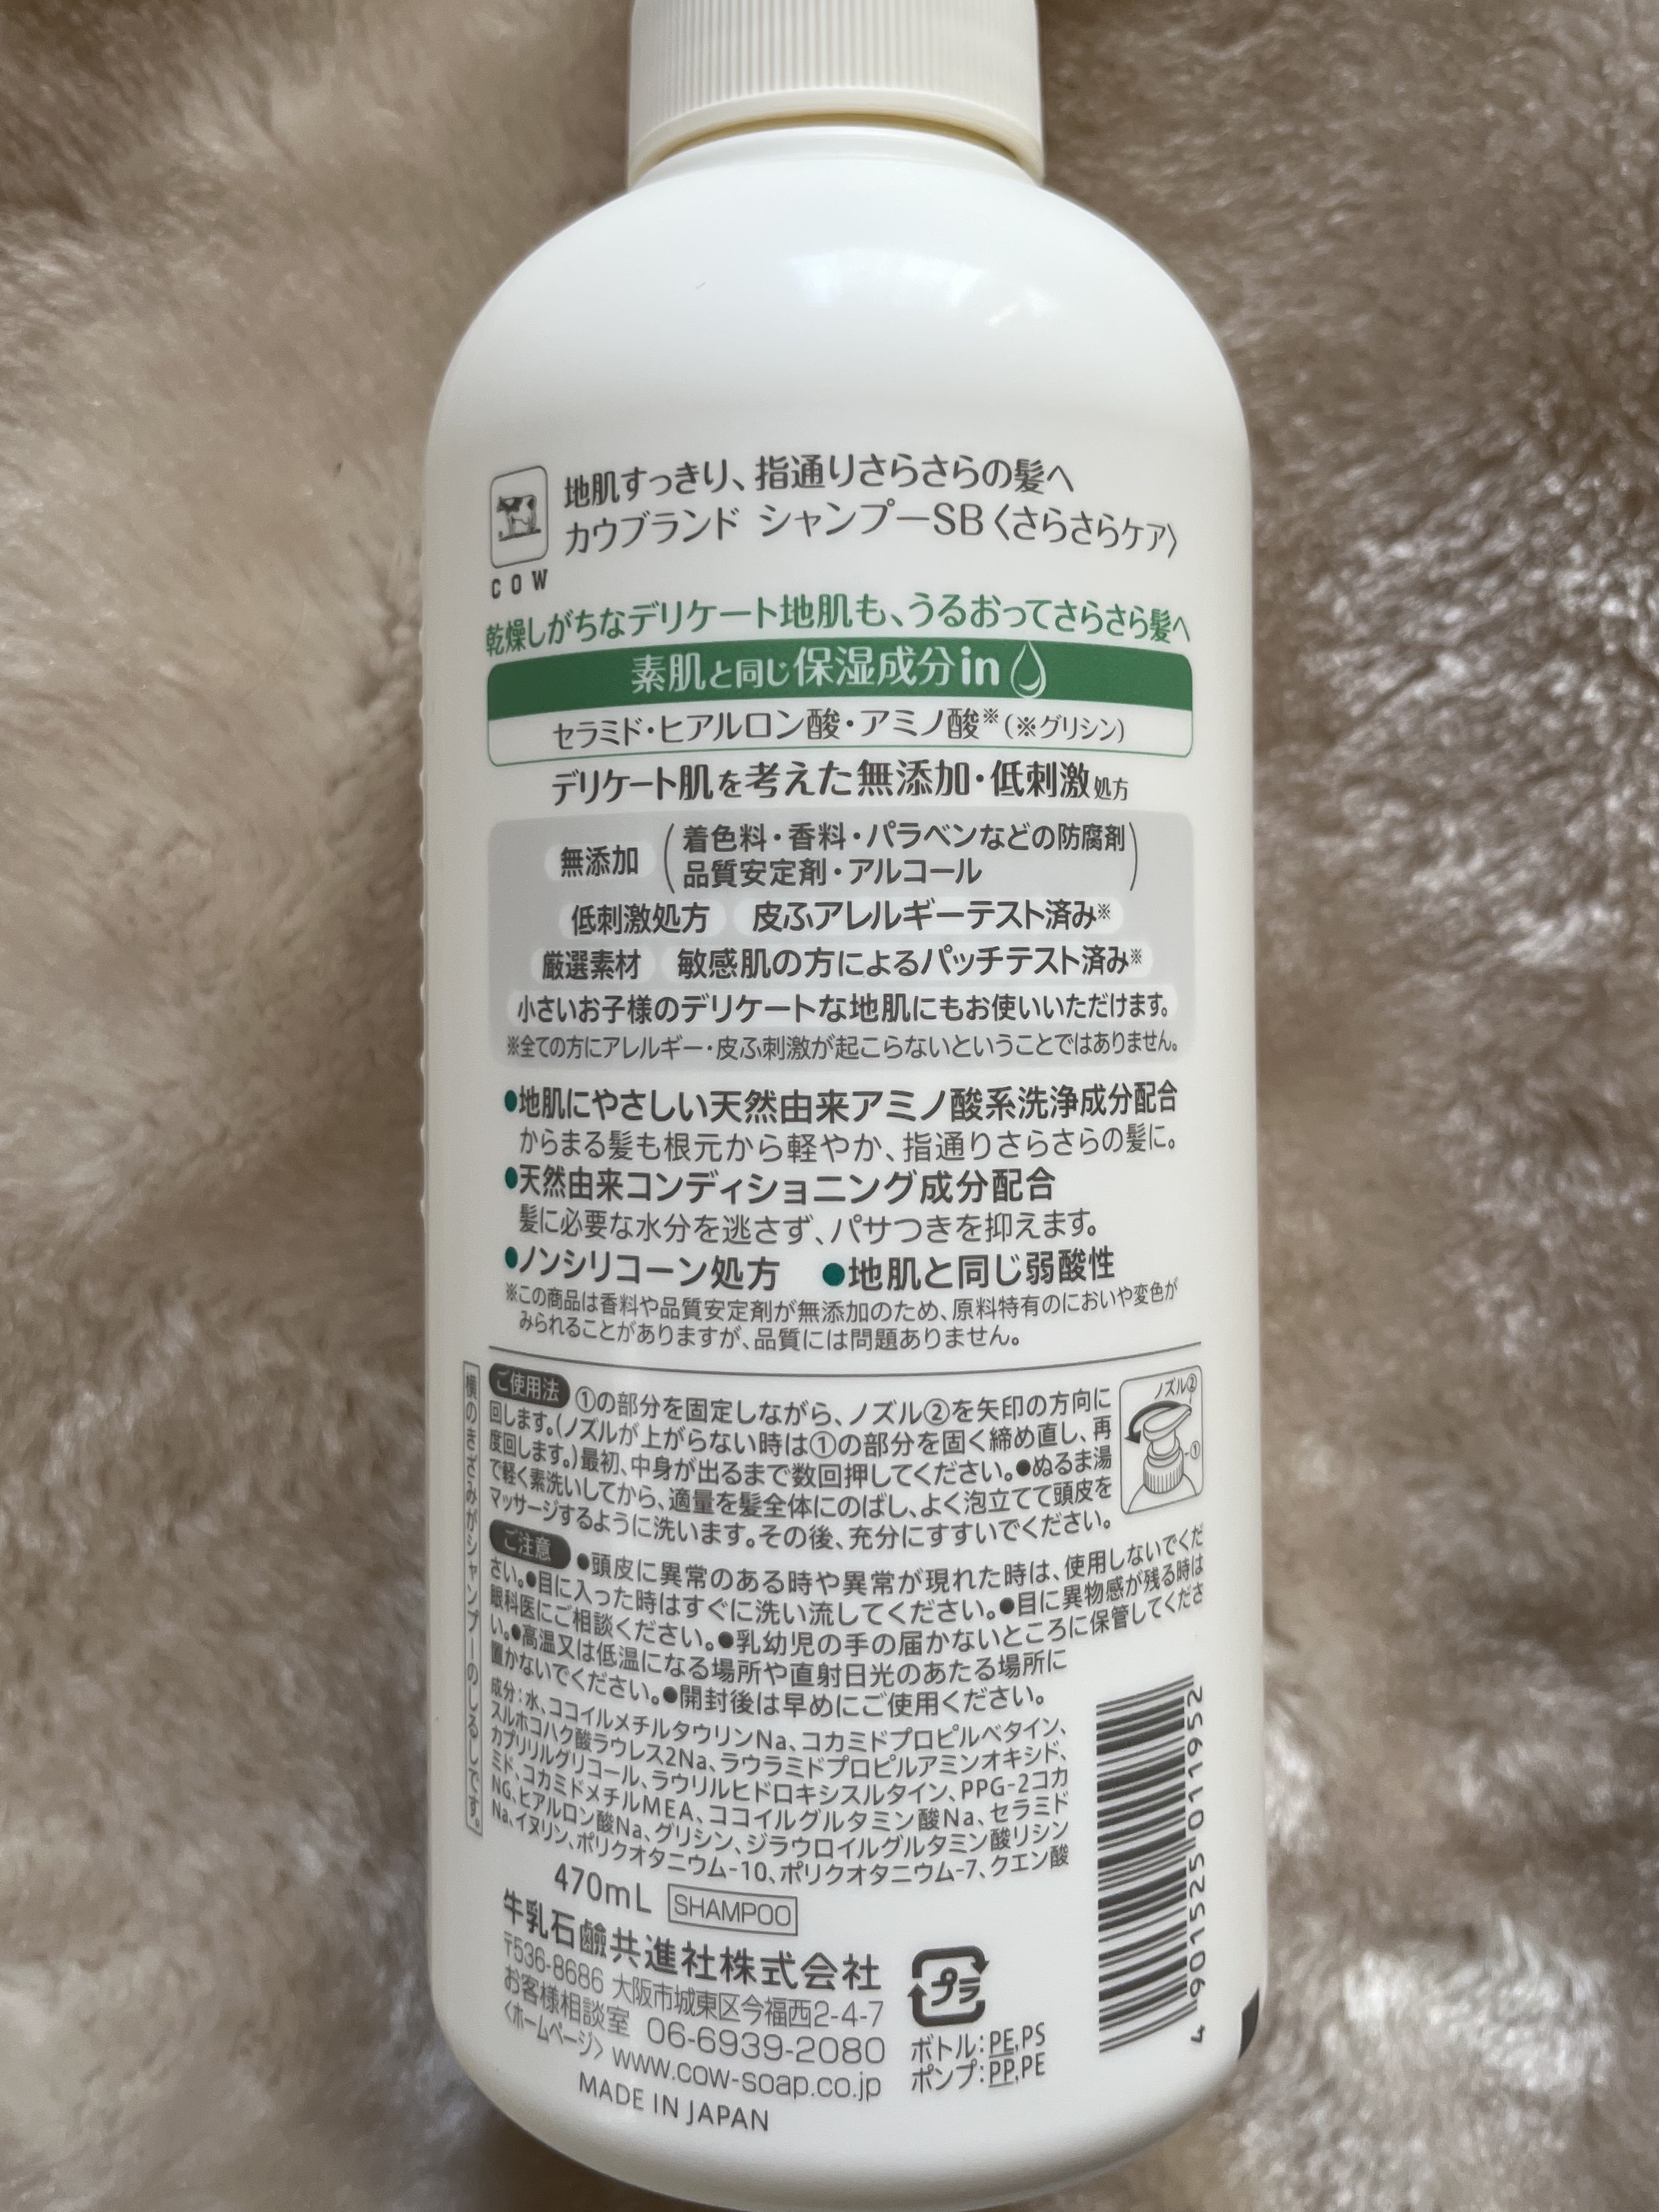 地肌すっきり、指通りさらさらの髪へ
カウブランド シャンプーSB〈さらさらケア〉
COW
乾燥しがちなデリケート地肌も、うるおってさらさら髪へ
素肌と同じ保湿成分in
セラミド・ヒアルロン酸・アミノ酸※(※グリシン)
デリケート肌を考えた無添加・低刺激処方
無添加(着色料・香料・パラベンなどの防腐剤
品質安定剤・アルコール)
低刺激処方 皮ふアレルギーテスト済み※
厳選素材 敏感肌の方によるパッチテスト済み※
小さいお子様のデリケートな地肌にもお使いいただけます。
※全ての方にアレルギー・皮ふ刺激が起こらないということではありません。
●地肌にやさしい天然由来アミノ酸系洗浄成分配合
からまる髪も根元から軽やか、指通りさらさらの髪に。
●天然由来コンディショニング成分配合
髪に必要な水分を逃さず、パサつきを抑えます。
●ノンシリコーン処方 ●地肌と同じ弱酸性
※この商品は香料や品質安定剤が無添加のため、原料特有のにおいや変色が
みられることがありますが、品質には問題ありません。
横のきざみがシャンプーのしるしです。
ご使用法 ①の部分を固定しながら、ノズル②を矢印の方向に
回します。(ノズルが上がらない時は①の部分を固く締め直し、再
度回します。)最初、中身が出るまで数回押してください。●ぬるま湯
で軽く素洗いしてから、適量を髪全体にのばし、よく泡立てて頭皮を
マッサージするように洗います。その後、充分にすすいでください。
ノズル②
①
ご注意 ●頭皮に異常のある時や異常が現れた時は、使用しないでくだ
さい。●目に入った時はすぐに洗い流してください。●目に異物感が残る時は
眼科医にご相談ください。●乳幼児の手の届かないところに保管してくださ
い。●高温又は低温になる場所や直射日光のあたる場所に
置かないでください。●開封後は早めにご使用ください。
成分：水、ココイルメチルタウリンNa、コカミドプロピルベタイン、
スルホコハク酸ラウレス2Na、ラウラミドプロピルアミンオキシド、
カプリリルグリコール、ラウリルヒドロキシスルタイン、PPG-2コカ
ミド、コカミドメチルMEA、ココイルグルタミン酸Na、セラミド
NG、ヒアルロン酸Na、グリシン、ジラウロイルグルタミン酸リシン
Na、イヌリン、ポリクオタニウム-10、ポリクオタニウム-7、クエン酸
470mL SHAMPOO
牛乳石鹼共進社株式会社
〒536-8686 大阪市城東区今福西2-4-7
お客様相談室 06-6939-2080
〈ホームページ〉 www.cow-soap.co.jp
MADE IN JAPAN
プラ
ボトル：PE,PS
ポンプ：PP,PE
4 901525 011952